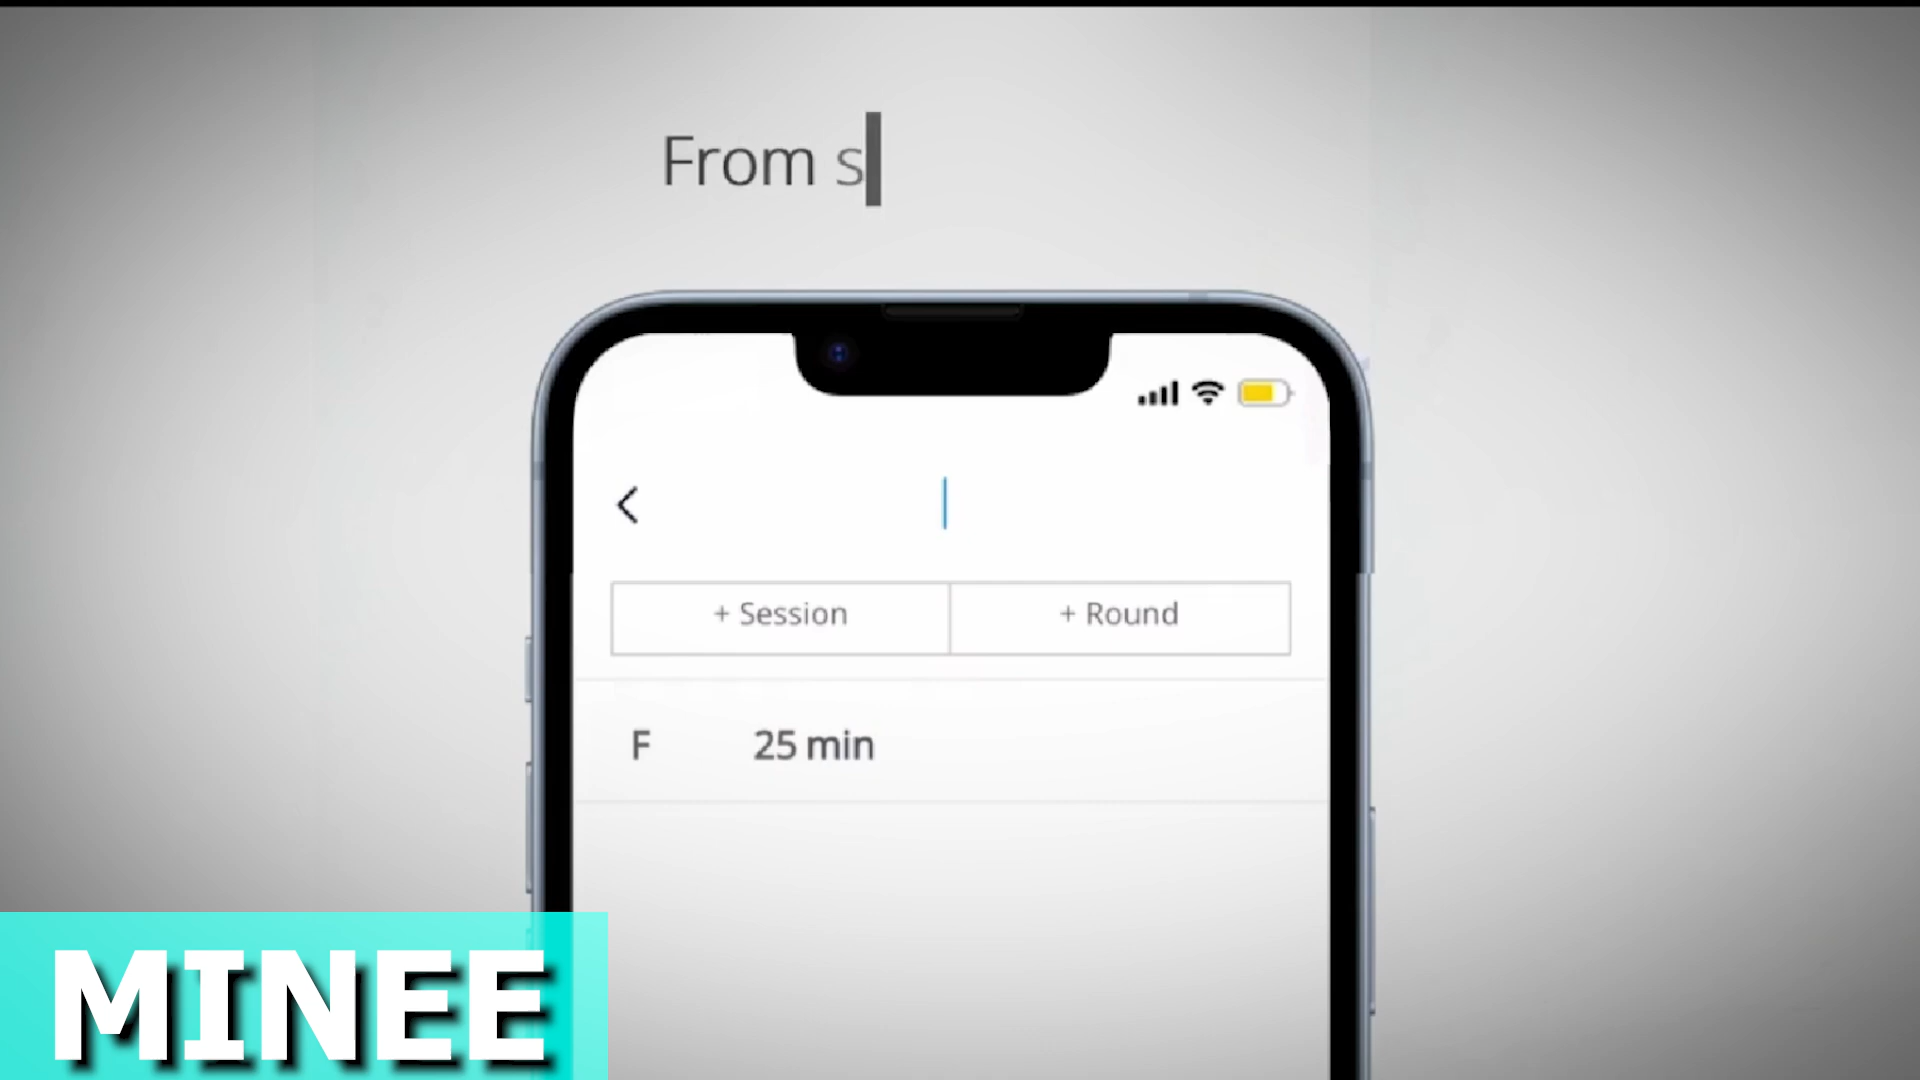 From s
+ Session
+ Round
F 25 min
MINEE